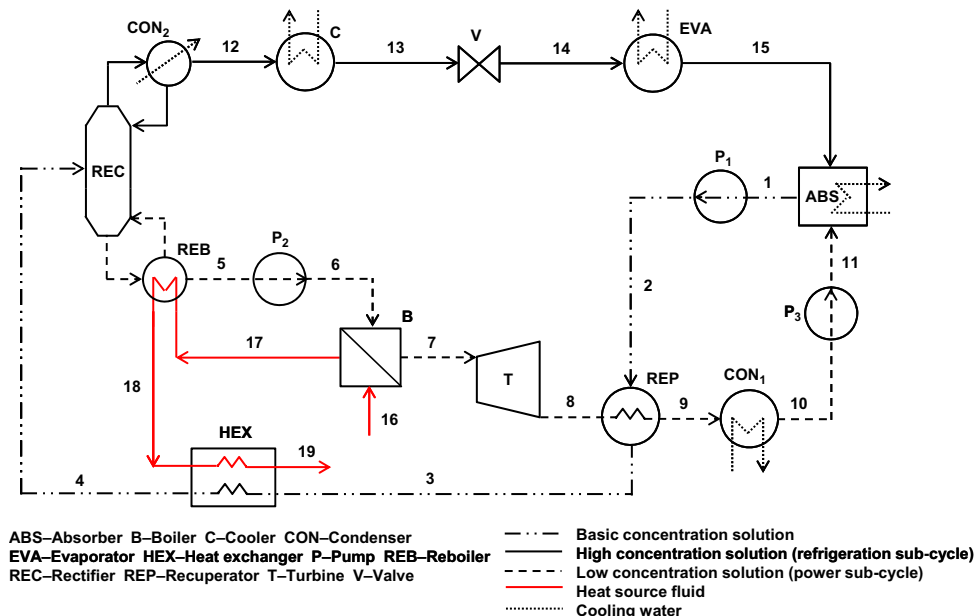 CON2
12
C
13
V
14
EVA
15
REC
P1
1
ABS
REB
5
P2
6
2
11
B
P3
17
7
T
REP
CON1
18
8
9
10
16
HEX
19
4
3
ABS–Absorber B–Boiler C–Cooler CON–Condenser
EVA–Evaporator HEX–Heat exchanger P–Pump REB–Reboiler
REC–Rectifier REP–Recuperator T–Turbine V–Valve
Basic concentration solution
High concentration solution (refrigeration sub-cycle)
Low concentration solution (power sub-cycle)
Heat source fluid
Cooling water